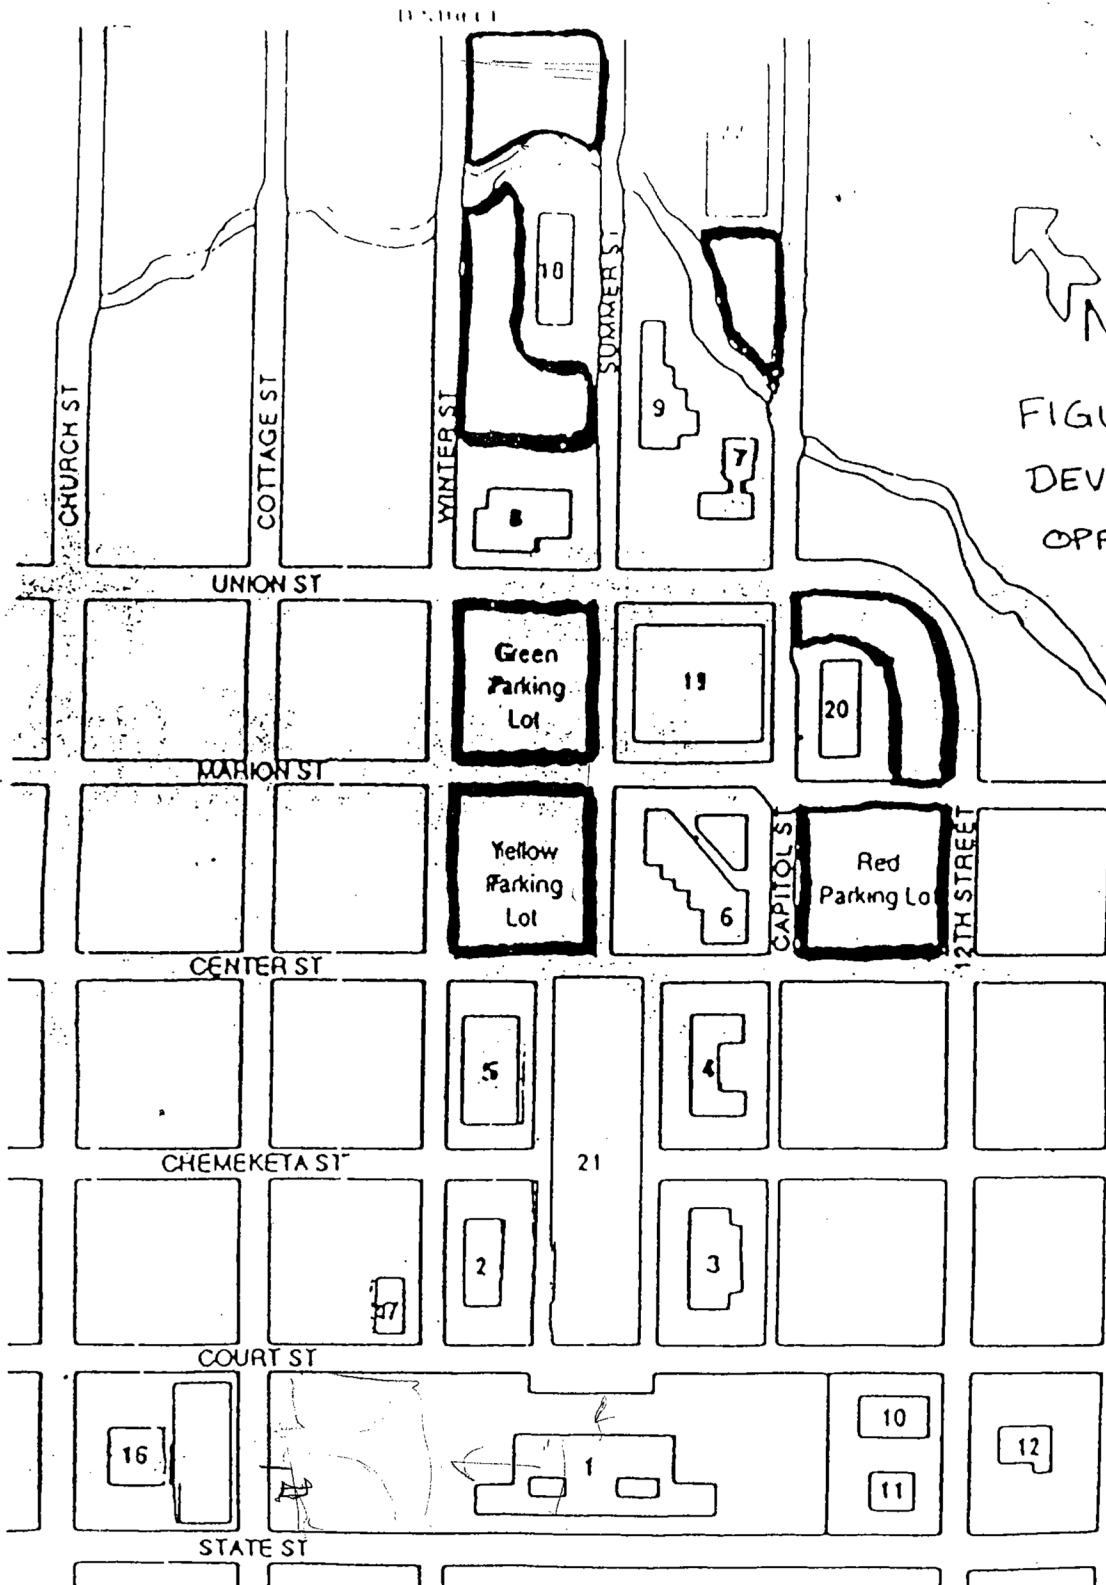 DISTRICT
18
SUMMER ST
9
7
CHURCH ST
COTTAGE ST
WINTER ST
8
N
FIGU
DEV
OPP
UNION ST
Green
Parking
Lot
19
20
MARION ST
Yellow
Parking
Lot
6
CAPITOL ST
Red
Parking Lot
12TH STREET
CENTER ST
5
4
CHEMEKETA ST
21
2
3
17
COURT ST
16
1
10
11
12
STATE ST